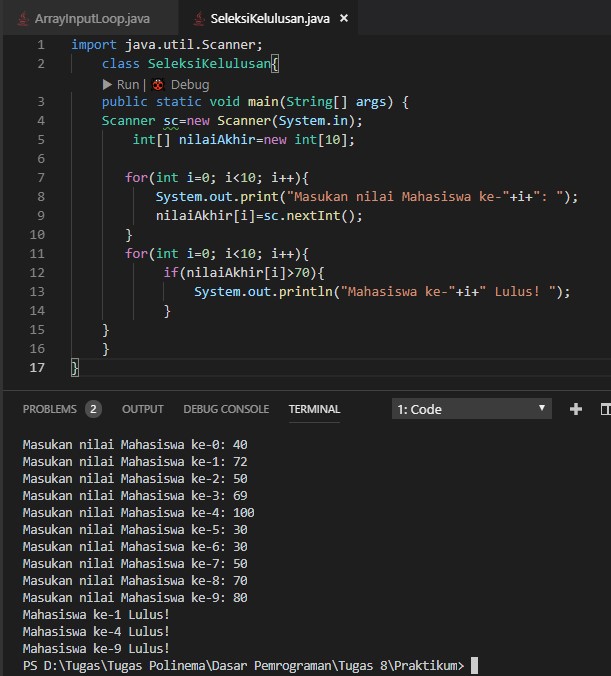 ArrayInputLoop.java SeleksiKelulusan.java ×
1 import java.util.Scanner;
2 class SeleksiKelulusan{
Run | Debug
3 public static void main(String[] args) {
4 Scanner sc=new Scanner(System.in);
5 int[] nilaiAkhir=new int[10];
6
7 for(int i=0; i<10; i++){
8 System.out.print("Masukan nilai Mahasiswa ke-"+i+": ");
9 nilaiAkhir[i]=sc.nextInt();
10 }
11 for(int i=0; i<10; i++){
12 if(nilaiAkhir[i]>70){
13 System.out.println("Mahasiswa ke-"+i+" Lulus! ");
14 }
15 }
16 }
17 }
PROBLEMS 2 OUTPUT DEBUG CONSOLE TERMINAL 1: Code
Masukan nilai Mahasiswa ke-0: 40
Masukan nilai Mahasiswa ke-1: 72
Masukan nilai Mahasiswa ke-2: 50
Masukan nilai Mahasiswa ke-3: 69
Masukan nilai Mahasiswa ke-4: 100
Masukan nilai Mahasiswa ke-5: 30
Masukan nilai Mahasiswa ke-6: 30
Masukan nilai Mahasiswa ke-7: 50
Masukan nilai Mahasiswa ke-8: 70
Masukan nilai Mahasiswa ke-9: 80
Mahasiswa ke-1 Lulus!
Mahasiswa ke-4 Lulus!
Mahasiswa ke-9 Lulus!
PS D:\Tugas\Tugas Polinema\Dasar Pemrograman\Tugas 8\Praktikum>